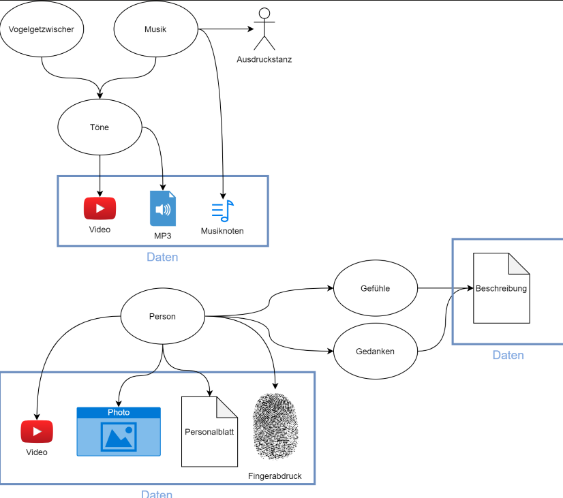 Vogelgetzwischer
Musik
Ausdruckstanz
Töne
Video
MP3
Musiknoten
Daten
Person
Gefühle
Beschreibung
Gedanken
Daten
Photo
Video
Personalblatt
Fingerabdruck
Daten